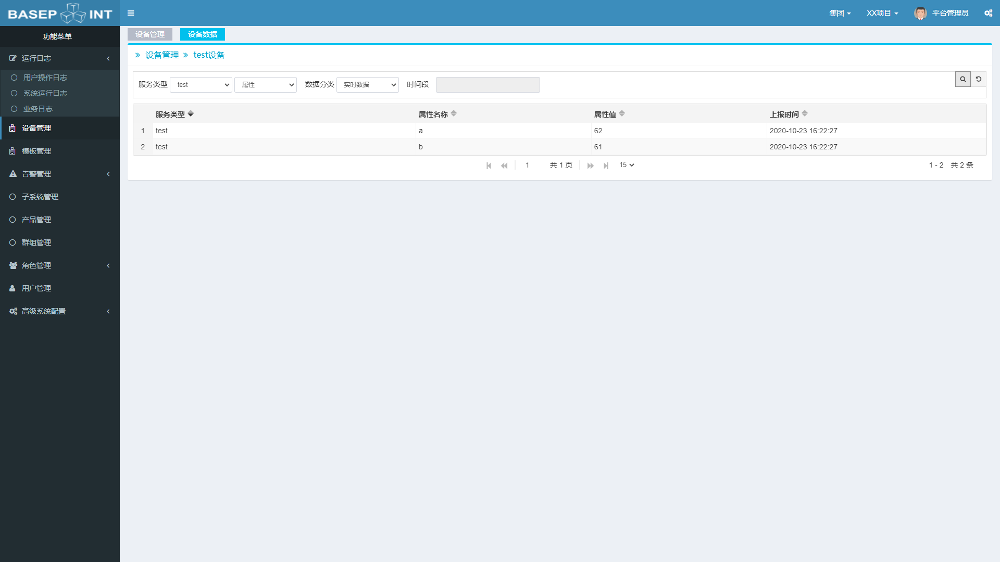 BASEP INT
集团
XX项目
平台管理员
功能菜单
运行日志
用户操作日志
系统运行日志
业务日志
设备管理
模板管理
告警管理
子系统管理
产品管理
群组管理
角色管理
用户管理
高级系统配置
设备管理 设备数据
» 设备管理 » test设备
服务类型 test 属性 数据分类 实时数据 时间段
服务类型 属性名称 属性值 上报时间
1 test a 62 2020-10-23 16:22:27
2 test b 61 2020-10-23 16:22:27
1 共 1 页 15 1 - 2 共 2 条